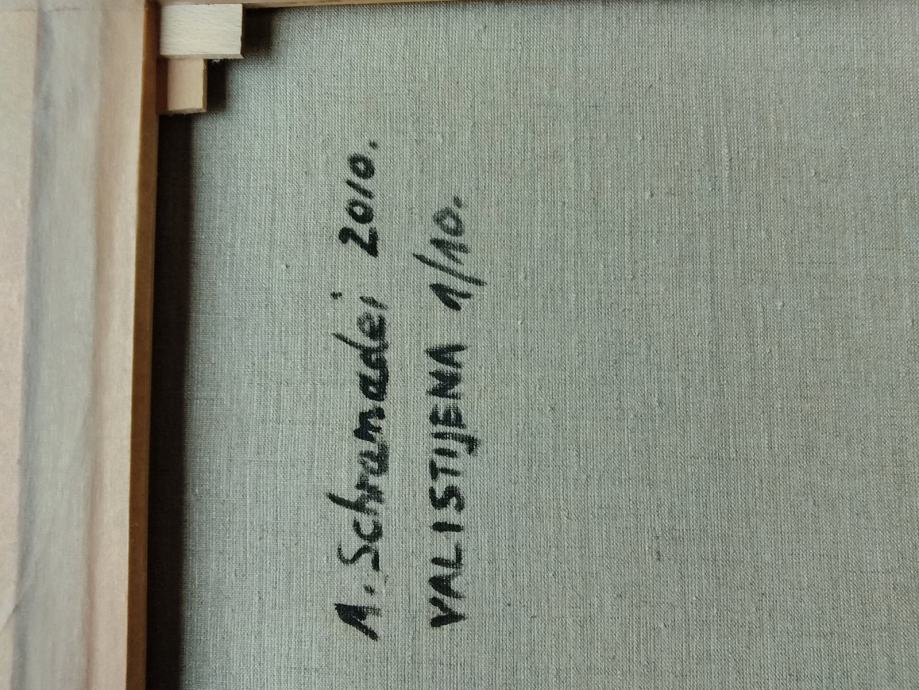 A. Schramadei 2010.
VALISTIJENA 1/10.